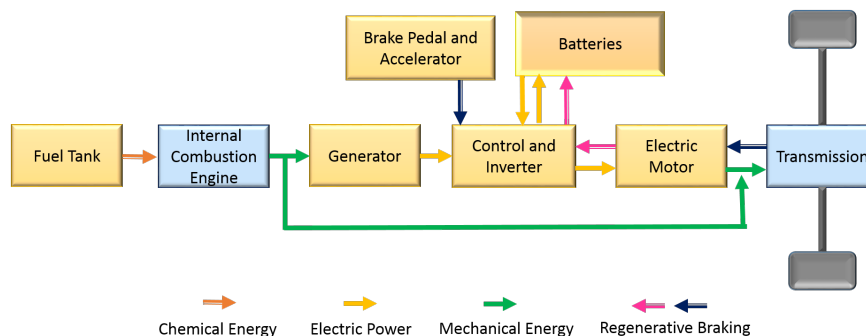 Brake Pedal and
Accelerator
Batteries
Fuel Tank
Internal
Combustion
Engine
Generator
Control and
Inverter
Electric
Motor
Transmission
Chemical Energy
Electric Power
Mechanical Energy
Regenerative Braking